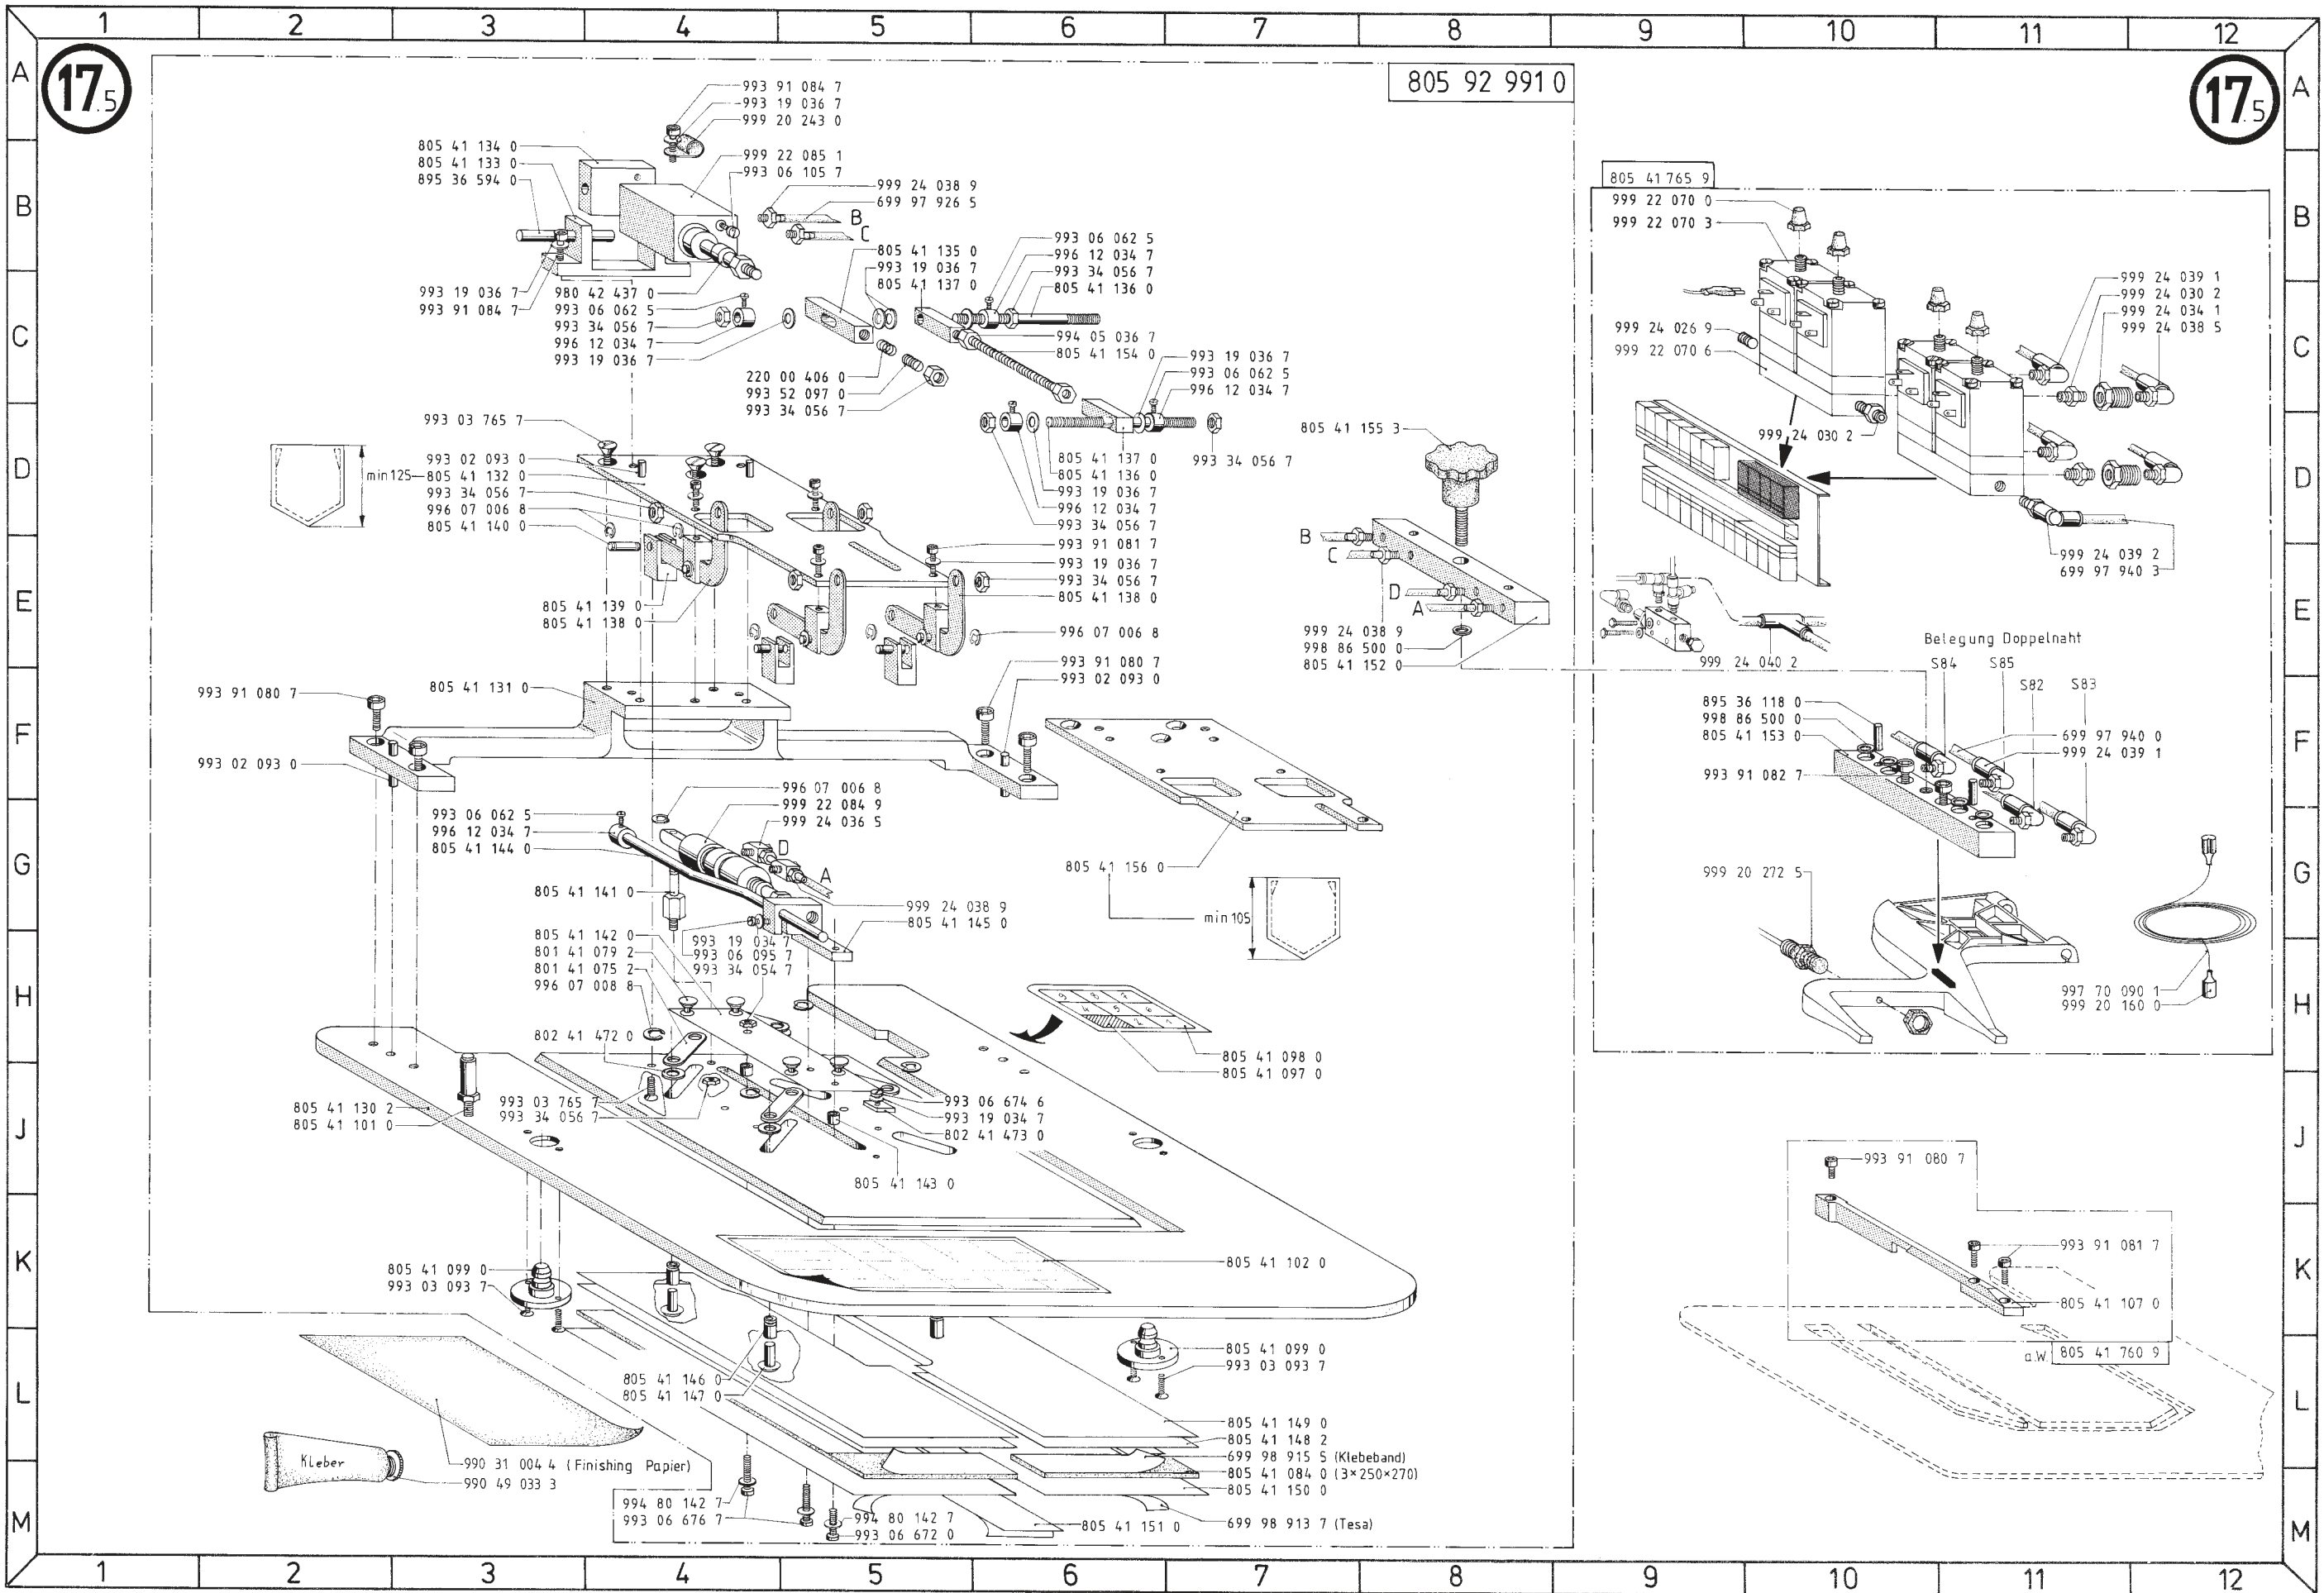 1 2 3 4 5 6 7 8 9 10 11 12
A
17.5
805 92 991 0
17.5
A
993 91 084 7
993 19 036 7
999 20 243 0
805 41 134 0
805 41 133 0
895 36 594 0
999 22 085 1
993 06 105 7
999 24 038 9
699 97 926 5
B
C
B
B
805 41 765 9
999 22 070 0
999 22 070 3
805 41 135 0
993 19 036 7
805 41 137 0
993 06 062 5
996 12 034 7
993 34 056 7
805 41 136 0
993 19 036 7
993 91 084 7
980 42 437 0
993 06 062 5
993 34 056 7
996 12 034 7
993 19 036 7
C
C
994 05 036 7
805 41 154 0
220 00 406 0
993 52 097 0
993 34 056 7
993 19 036 7
993 06 062 5
996 12 034 7
999 24 026 9
999 22 070 6
999 24 039 1
999 24 030 2
999 24 034 1
999 24 038 5
993 03 765 7
993 02 093 0
min 125
805 41 132 0
993 34 056 7
996 07 006 8
805 41 140 0
D
D
805 41 137 0
805 41 136 0
993 19 036 7
996 12 034 7
993 34 056 7
993 34 056 7
805 41 155 3
999 24 030 2
993 91 081 7
993 19 036 7
993 34 056 7
805 41 138 0
B
C
D
A
999 24 039 2
699 97 940 3
E
E
805 41 139 0
805 41 138 0
996 07 006 8
999 24 038 9
998 86 500 0
805 41 152 0
999 24 040 2
Belegung Doppelnaht
S84 S85
S82 S83
993 91 080 7
993 02 093 0
993 91 080 7
805 41 131 0
993 02 093 0
F
F
895 36 118 0
998 86 500 0
805 41 153 0
993 91 082 7
699 97 940 0
999 24 039 1
996 07 006 8
999 22 084 9
999 24 036 5
993 06 062 5
996 12 034 7
805 41 144 0
D
A
805 41 156 0
G
G
805 41 141 0
999 24 038 9
805 41 145 0
min 105
999 20 272 5
805 41 142 0
801 41 079 2
801 41 075 2
996 07 008 8
993 19 034 7
993 06 095 7
993 34 054 7
H
H
997 70 090 1
999 20 160 0
802 41 472 0
805 41 098 0
805 41 097 0
805 41 130 2
805 41 101 0
993 03 765 7
993 34 056 7
993 06 674 6
993 19 034 7
802 41 473 0
J
J
805 41 143 0
993 91 080 7
K
K
805 41 102 0
805 41 099 0
993 03 093 7
993 91 081 7
805 41 107 0
a.W. 805 41 760 9
805 41 099 0
993 03 093 7
805 41 146 0
805 41 147 0
L
L
805 41 149 0
805 41 148 2
699 98 915 5 (Klebeband)
805 41 084 0 (3×250×270)
805 41 150 0
Kleber
990 31 004 4 (Finishing Papier)
990 49 033 3
994 80 142 7
993 06 676 7
994 80 142 7
993 06 672 0
805 41 151 0
699 98 913 7 (Tesa)
M
M
1 2 3 4 5 6 7 8 9 10 11 12